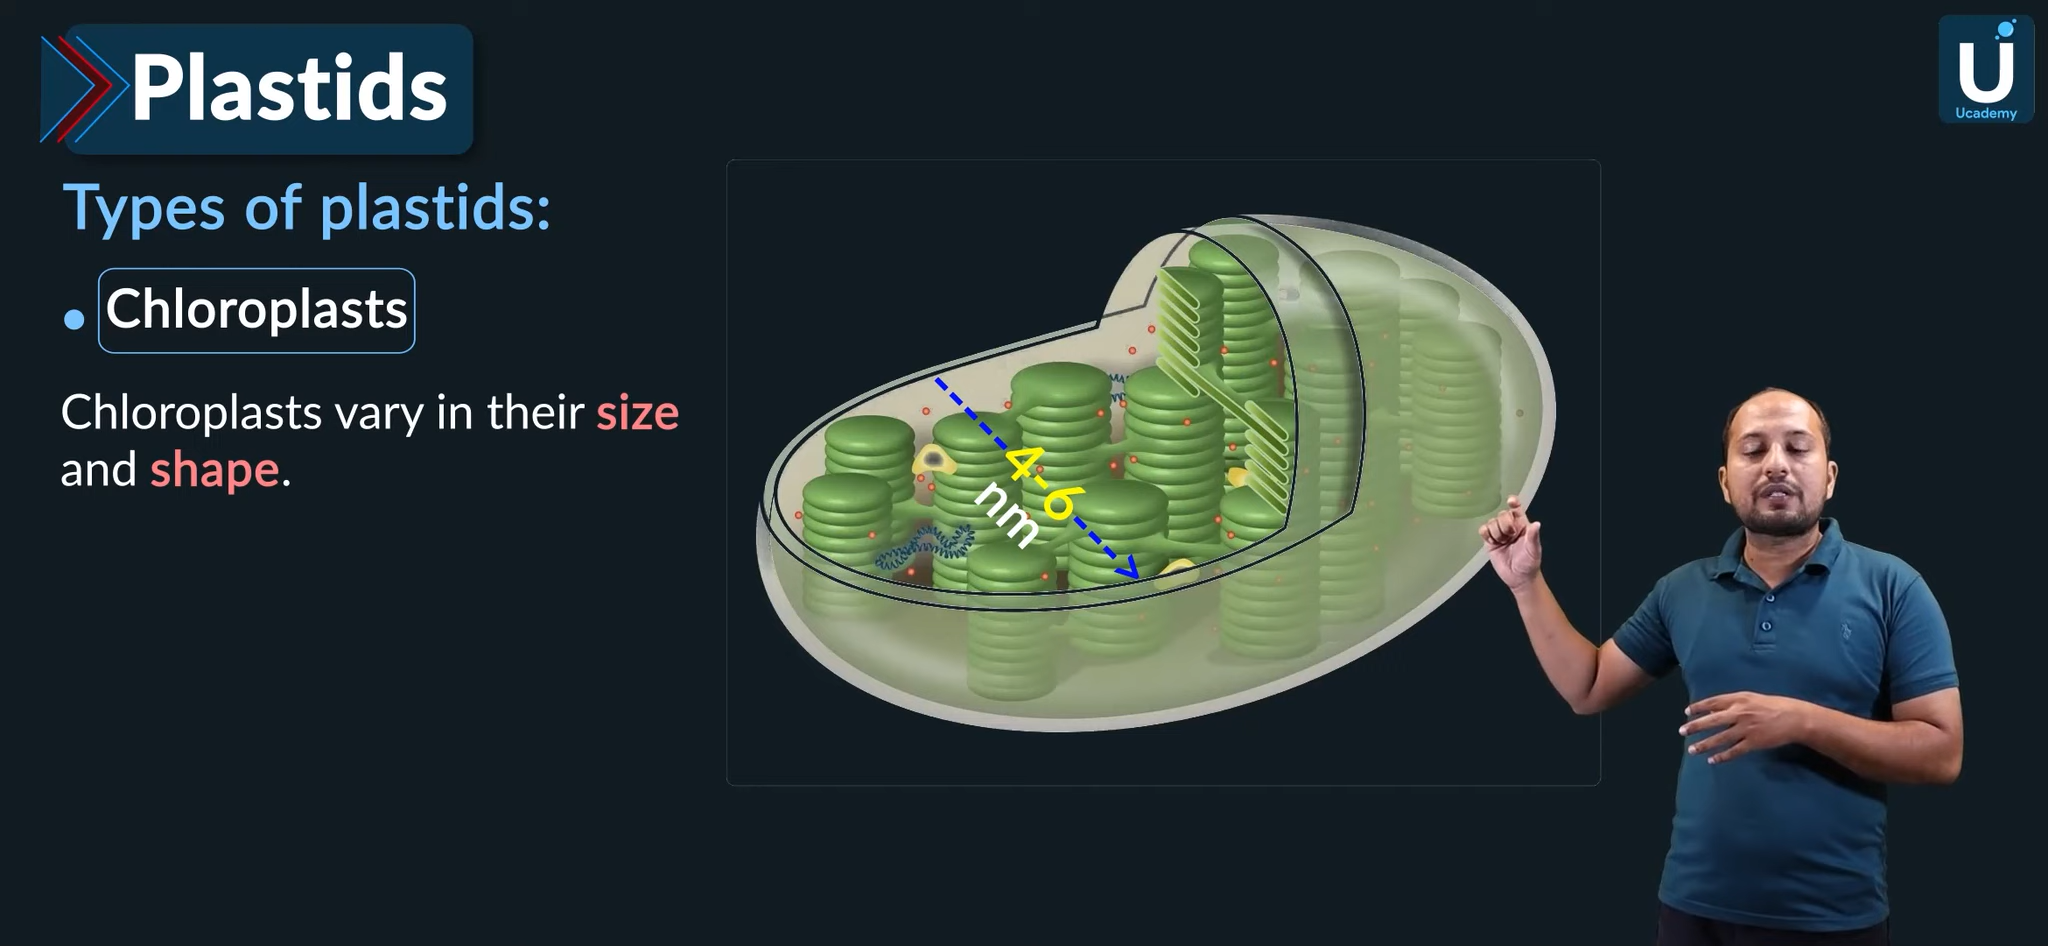 Plastids
U
Ucademy
Types of plastids:
• Chloroplasts
Chloroplasts vary in their size
and shape.
4-6
nm